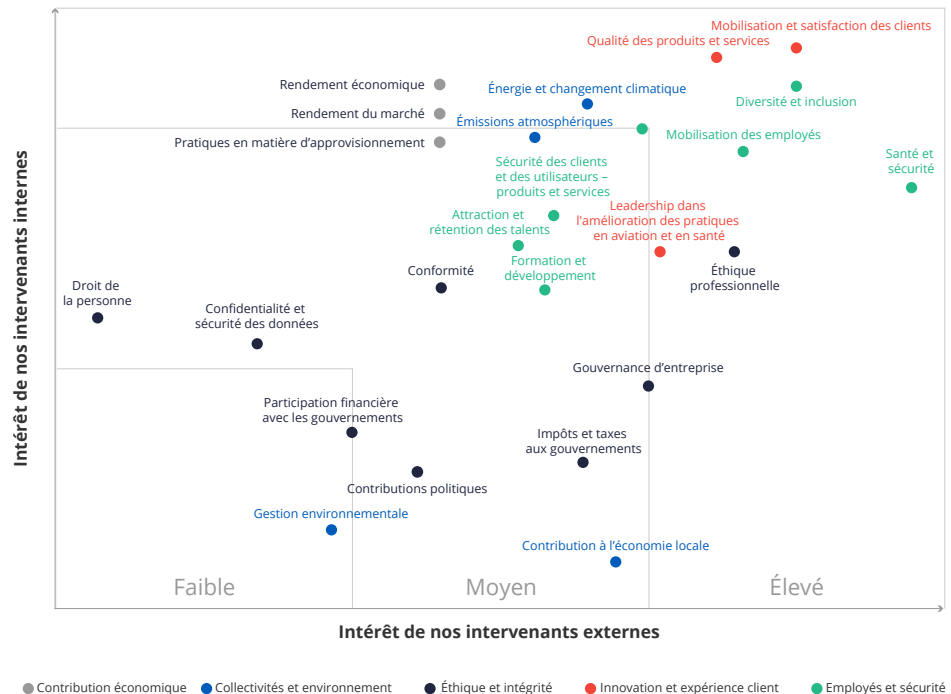 Mobilisation et satisfaction des clients
Qualité des produits et services
Rendement économique
Énergie et changement climatique
Diversité et inclusion
Rendement du marché
Émissions atmosphériques
Mobilisation des employés
Pratiques en matière d’approvisionnement
Santé et
sécurité
Sécurité des clients
et des utilisateurs –
produits et services
Leadership dans
l’amélioration des pratiques
en aviation et en santé
Attraction et
rétention des talents
Formation et
développement
Conformité
Éthique
professionnelle
Droit de
la personne
Confidentialité et
sécurité des données
Gouvernance d’entreprise
Participation financière
avec les gouvernements
Impôts et taxes
aux gouvernements
Contributions politiques
Gestion environnementale
Contribution à l’économie locale
Faible
Moyen
Élevé
Intérêt de nos intervenants internes
Intérêt de nos intervenants externes
Contribution économique
Collectivités et environnement
Éthique et intégrité
Innovation et expérience client
Employés et sécurité